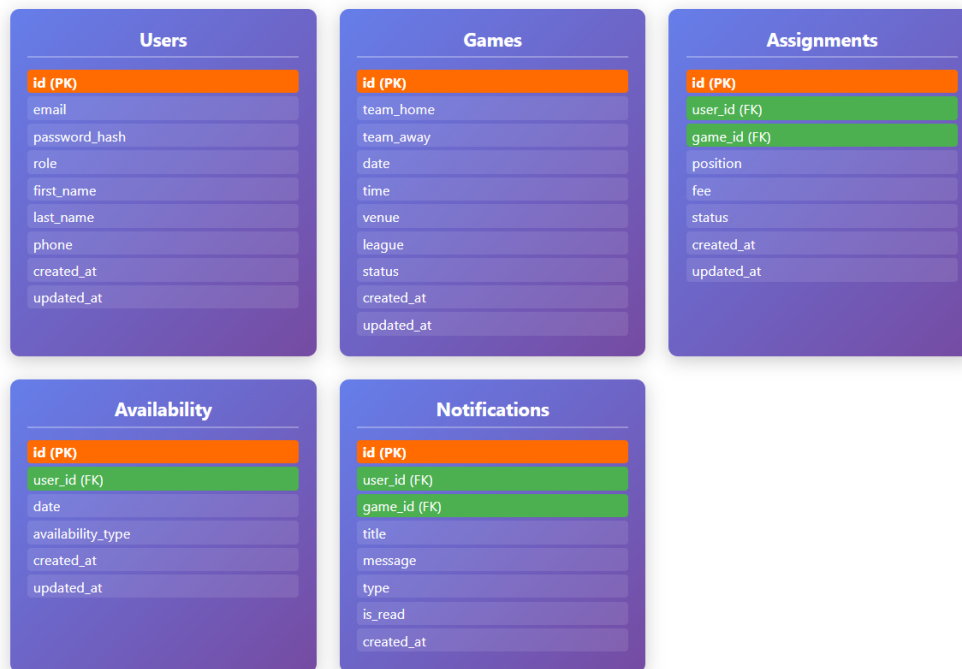 Users
id (PK)
email
password_hash
role
first_name
last_name
phone
created_at
updated_at
Games
id (PK)
team_home
team_away
date
time
venue
league
status
created_at
updated_at
Assignments
id (PK)
user_id (FK)
game_id (FK)
position
fee
status
created_at
updated_at
Availability
id (PK)
user_id (FK)
date
availability_type
created_at
updated_at
Notifications
id (PK)
user_id (FK)
game_id (FK)
title
message
type
is_read
created_at